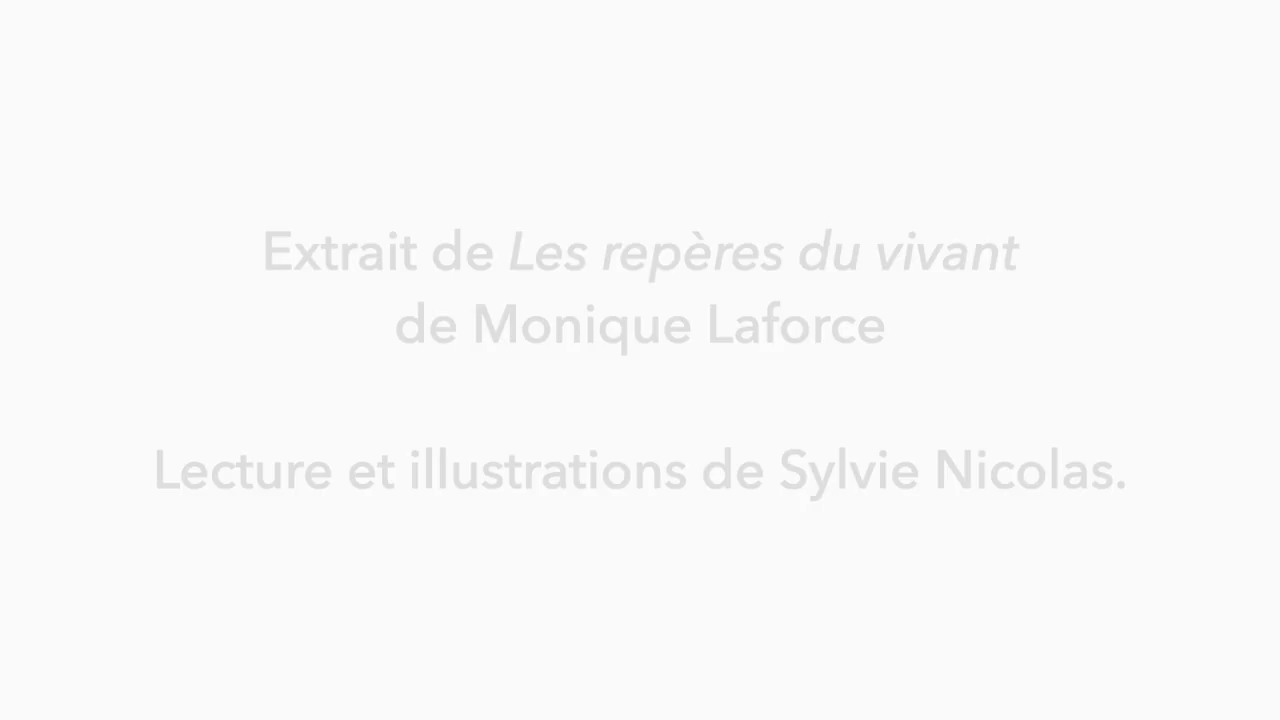 Extrait de Les repères du vivant
de Monique Laforce
Lecture et illustrations de Sylvie Nicolas.